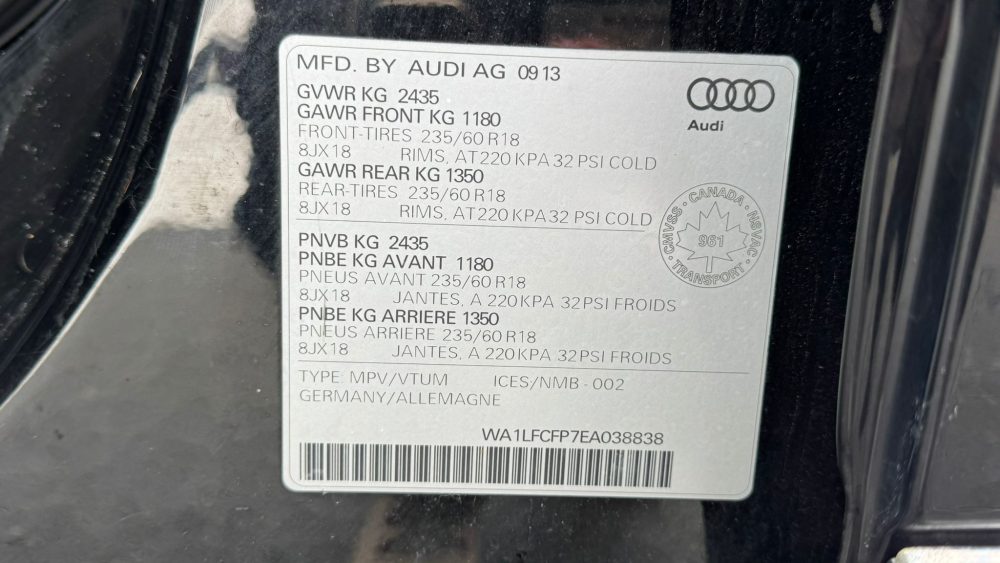 MFD. BY AUDI AG 0913
GVWR KG 2435
GAWR FRONT KG 1180
FRONT-TIRES 235/60 R18
8JX18 RIMS, AT 220 KPA 32 PSI COLD
GAWR REAR KG 1350
REAR-TIRES 235/60 R18
8JX18 RIMS, AT 220 KPA 32 PSI COLD
Audi
CMVSS · CANADA · NSVAC · TRANSPORT
961
PNVB KG 2435
PNBE KG AVANT 1180
PNEUS AVANT 235/60 R18
8JX18 JANTES, A 220 KPA 32 PSI FROIDS
PNBE KG ARRIERE 1350
PNEUS ARRIERE 235/60 R18
8JX18 JANTES, A 220 KPA 32 PSI FROIDS
TYPE: MPV/VTUM ICES/NMB - 002
GERMANY/ALLEMAGNE
WA1LFCFP7EA038838